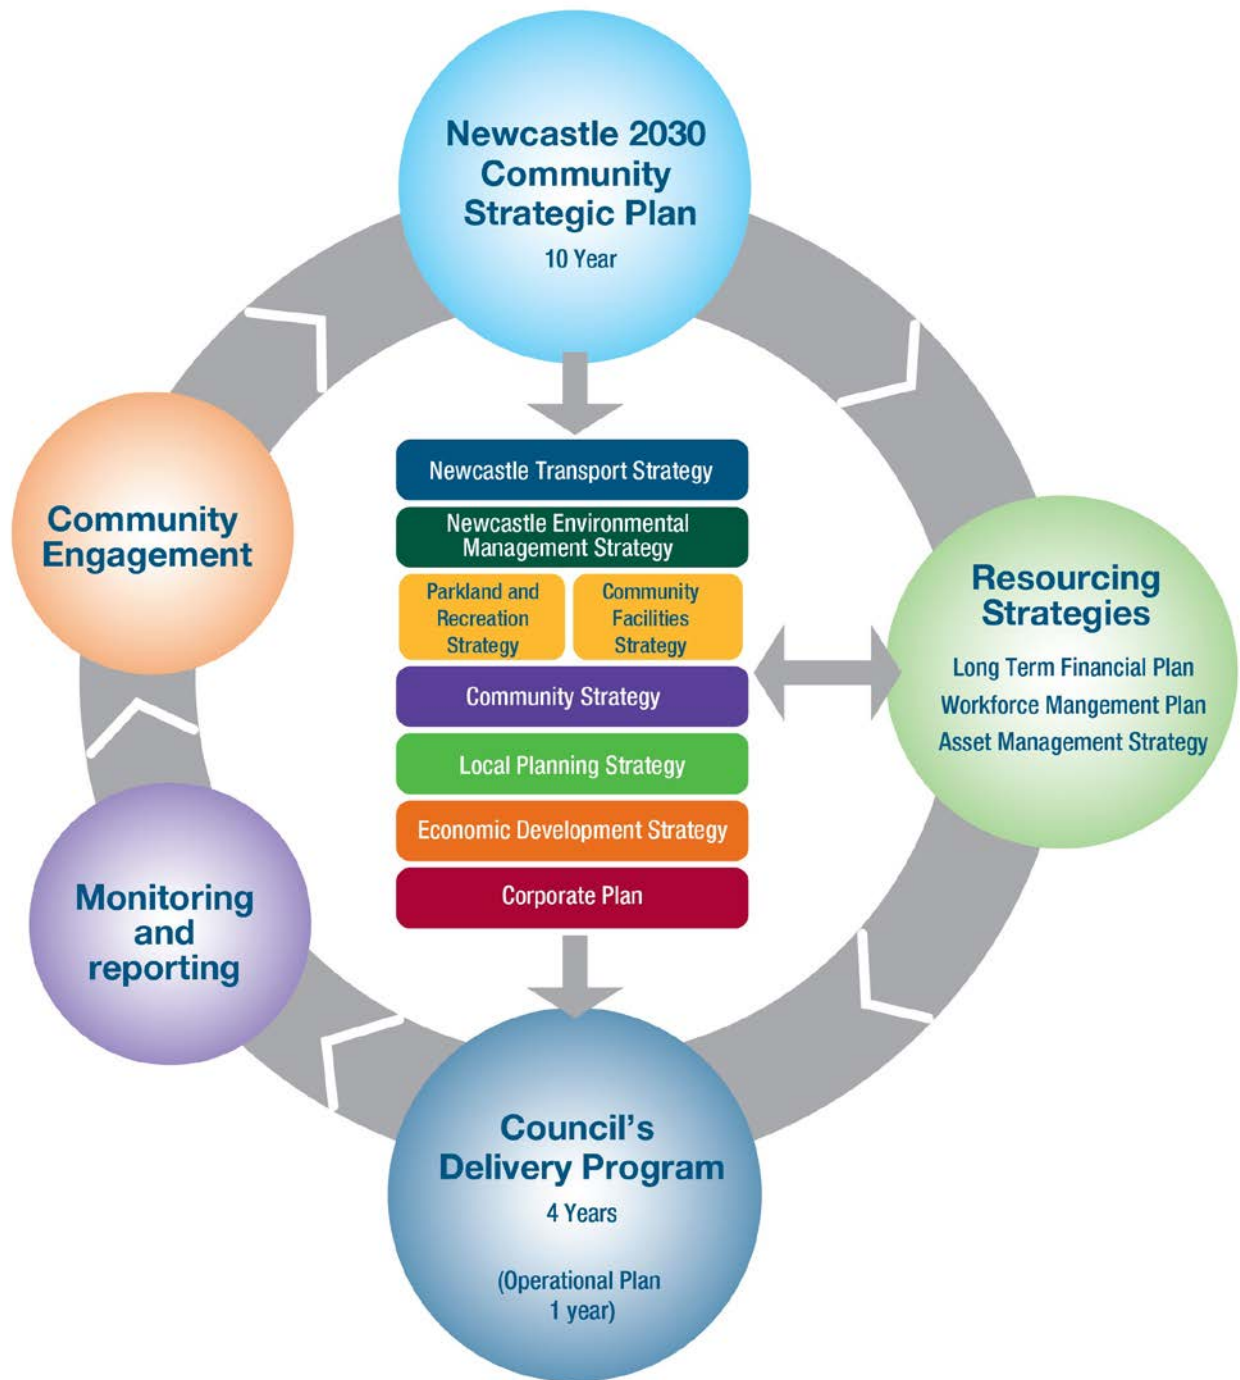 Newcastle 2030
Community
Strategic Plan
10 Year
Community
Engagement
Newcastle Transport Strategy
Newcastle Environmental
Management Strategy
Parkland and
Recreation
Strategy
Community
Facilities
Strategy
Community Strategy
Local Planning Strategy
Economic Development Strategy
Corporate Plan
Resourcing
Strategies
Long Term Financial Plan
Workforce Mangement Plan
Asset Management Strategy
Monitoring
and
reporting
Council's
Delivery Program
4 Years
(Operational Plan
1 year)